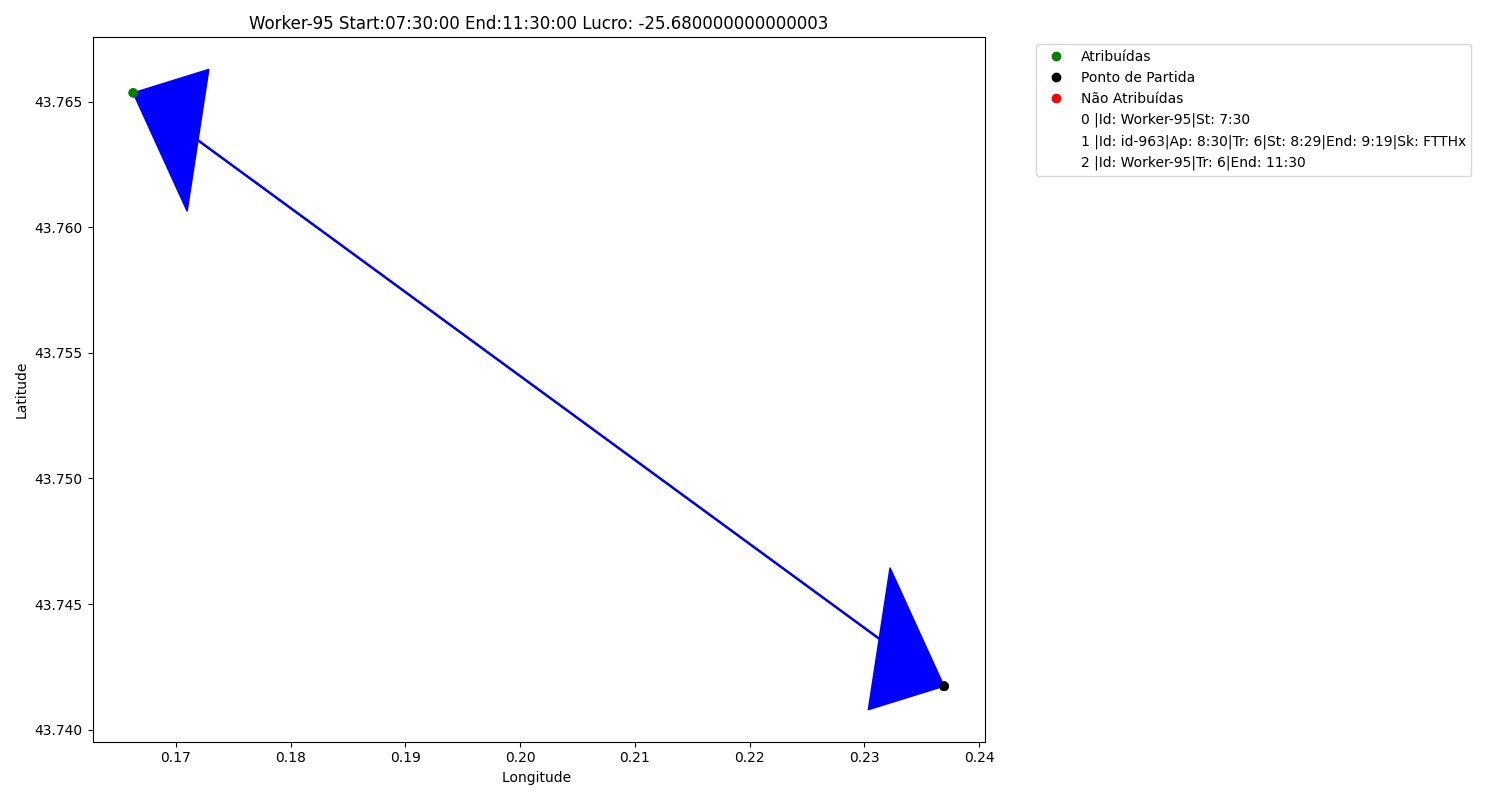 Worker-95 Start:07:30:00 End:11:30:00 Lucro: -25.680000000000003
43.765
43.760
43.755
43.750
43.745
43.740
Latitude
0.17 0.18 0.19 0.20 0.21 0.22 0.23 0.24
Longitude
Atribuídas
Ponto de Partida
Não Atribuídas
0 |Id: Worker-95|St: 7:30
1 |Id: id-963|Ap: 8:30|Tr: 6|St: 8:29|End: 9:19|Sk: FTTHx
2 |Id: Worker-95|Tr: 6|End: 11:30